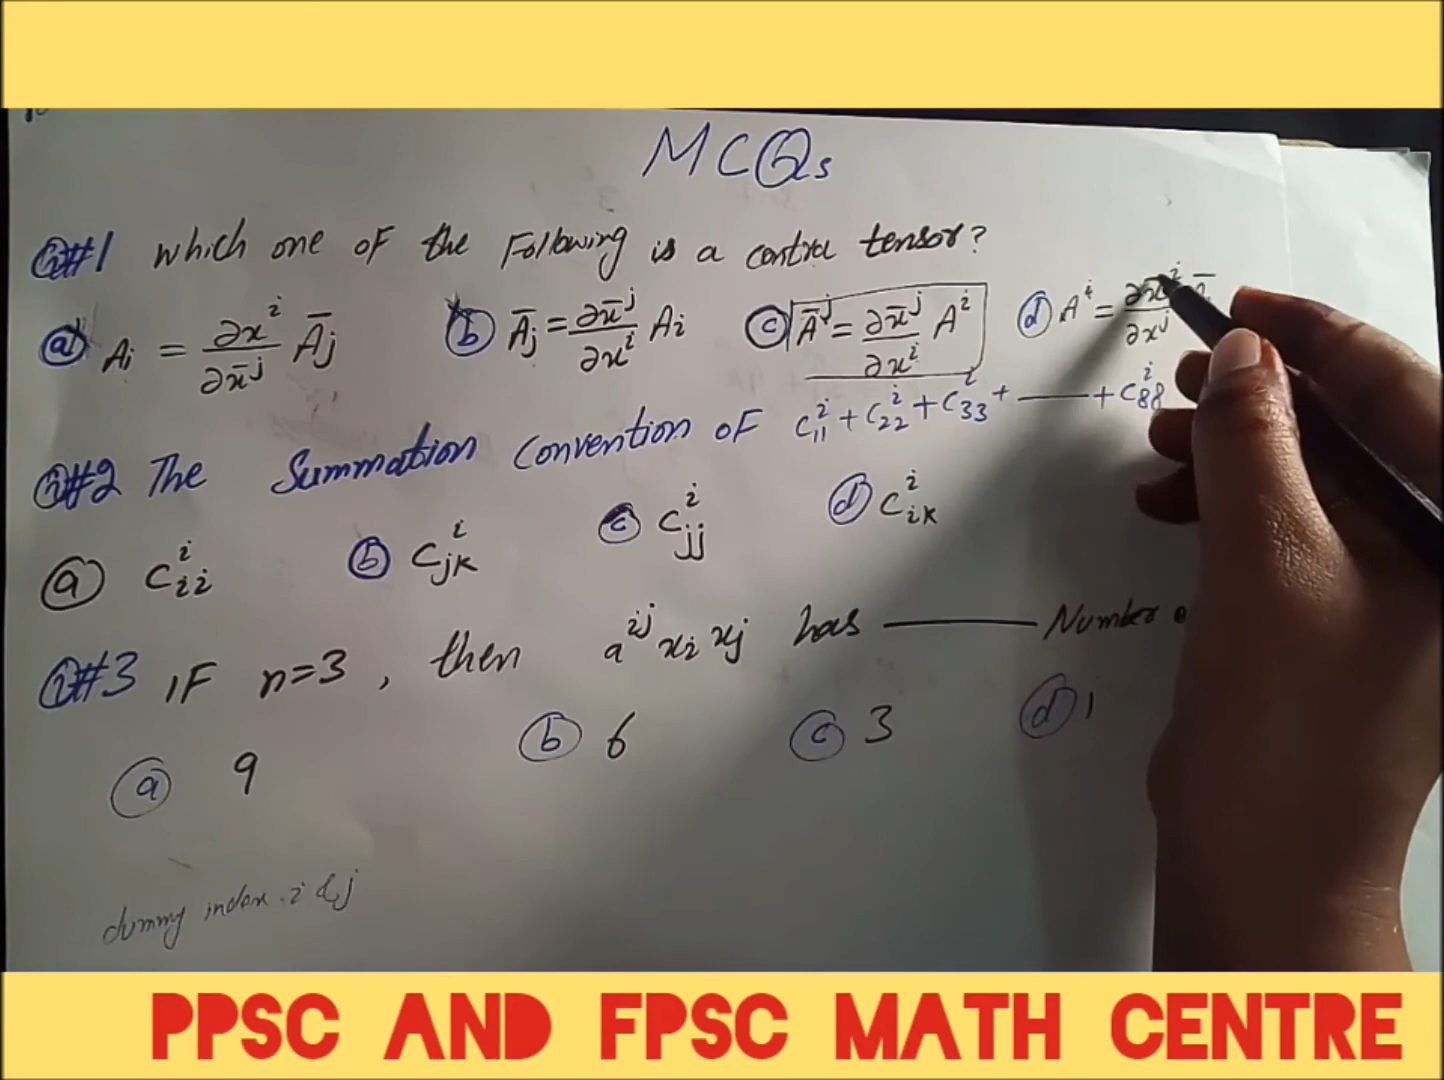 MCQs
Q#1 which one of the Following is a contra tensor?
(a) Ai = ∂x^i/∂x̄^j Āj (b) Āj = ∂x̄^j/∂x^i Ai (c) Ā^j = ∂x̄^j/∂x^i A^i (d) A^i = ∂x̄^i/∂x^j
Q#2 The Summation Convention of C^i_11 + C^i_22 + C^i_33 + —— + C^i_88
(a) C^i_ii (b) C^i_jk (c) C^i_jj (d) C^i_ik
Q#3 IF n=3, then a^ij xi xj has ——— Number
(a) 9 (b) 6 (c) 3 (d) 1
dummy index. i & j
PPSC AND FPSC MATH CENTRE